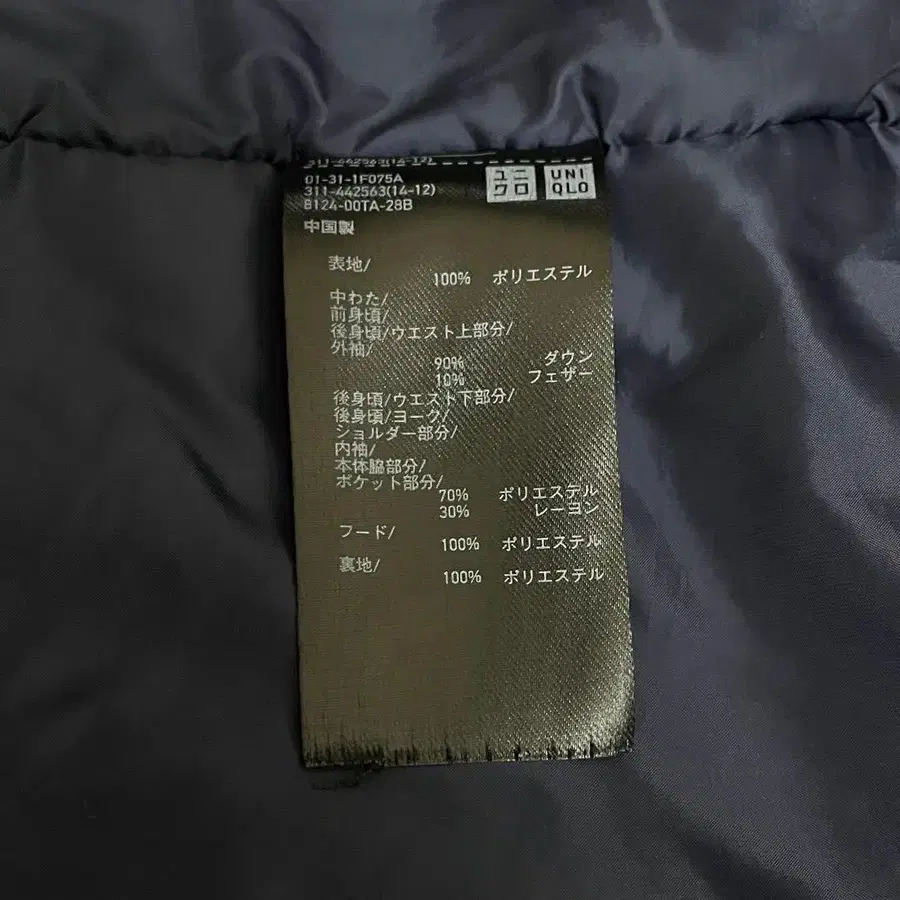 311-442563(14-12)
01-31-1F075A
311-442563(14-12)
8124-00TA-28B
ユニクロ
UNIQLO
中国製
表地/
100% ポリエステル
中わた/
前身頃/
後身頃/ウエスト上部分/
外袖/
90% ダウン
10% フェザー
後身頃/ウエスト下部分/
後身頃/ヨーク/
ショルダー部分/
内袖/
本体脇部分/
ポケット部分/
70% ポリエステル
30% レーヨン
フード/
100% ポリエステル
裏地/
100% ポリエステル